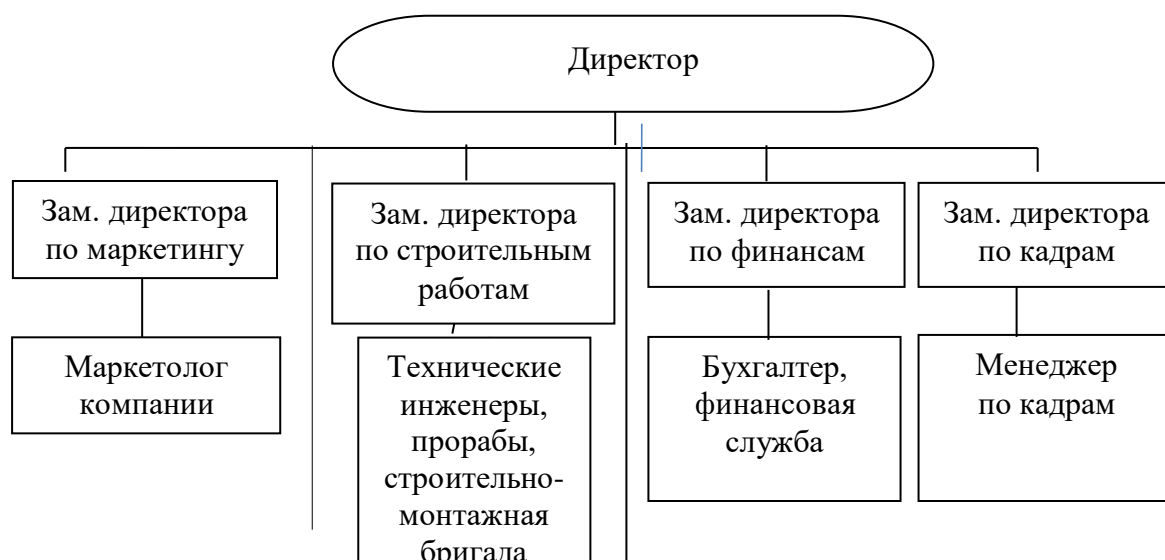 Директор
Зам. директора
по маркетингу
Зам. директора
по строительным
работам
Зам. директора
по финансам
Зам. директора
по кадрам
Маркетолог
компании
Технические
инженеры,
прорабы,
строительно-
монтажная
бригада
Бухгалтер,
финансовая
служба
Менеджер
по кадрам